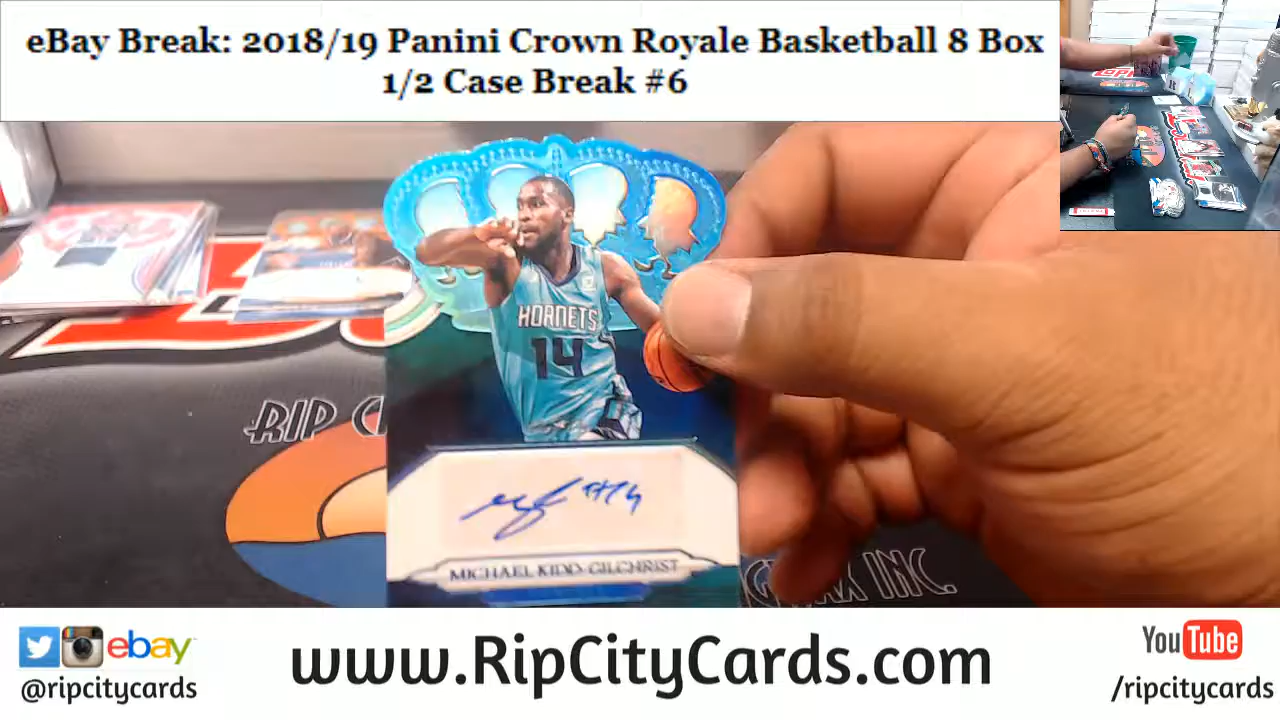 eBay Break: 2018/19 Panini Crown Royale Basketball 8 Box
1/2 Case Break #6
HORNETS
14
RIP
MICHAEL KIDD-GILCHRIST
WAX INC.
ebay
@ripcitycards
www.RipCityCards.com
YouTube
/ripcitycards